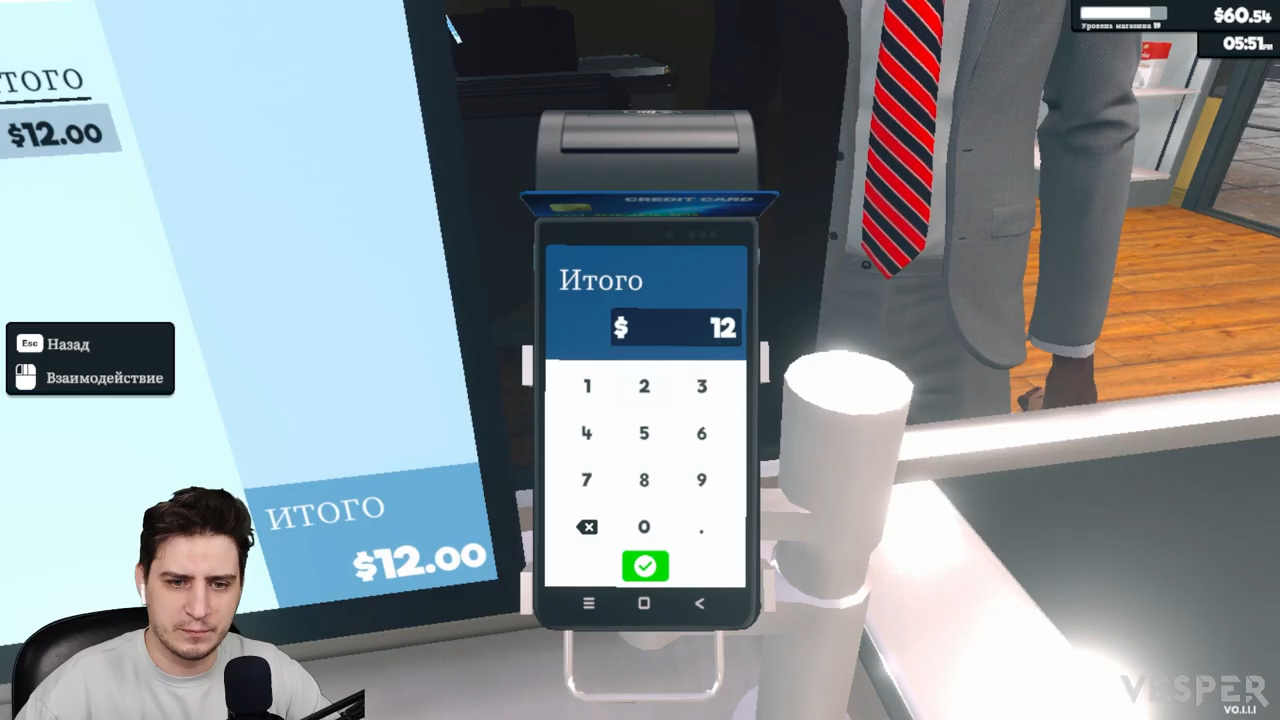 ИТОГО
$12.00
Esc Назад
Взаимодействие
ИТОГО
$12.00
CREDIT CARD
Итого
$ 12
1 2 3
4 5 6
7 8 9
0 .
$60.54
Уровень магазина 19
05:51PM
VESPER
V0.1.1.1